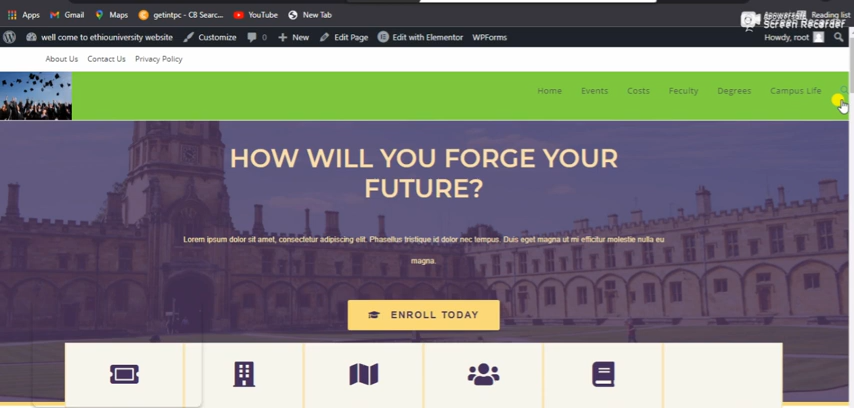 Apps Gmail Maps getintpc - CB Searc... YouTube New Tab Reading list
Screen Recorder
well come to ethiouniversity website Customize 0 New Edit Page Edit with Elementor WPForms Howdy, root
About Us Contact Us Privacy Policy
Home Events Costs Feculty Degrees Campus Life
HOW WILL YOU FORGE YOUR
FUTURE?
Lorem ipsum dolor sit amet, consectetur adipiscing elit. Phasellus tristique id dolor nec tempus. Duis eget magna ut mi efficitur molestie nulla eu
magna.
ENROLL TODAY